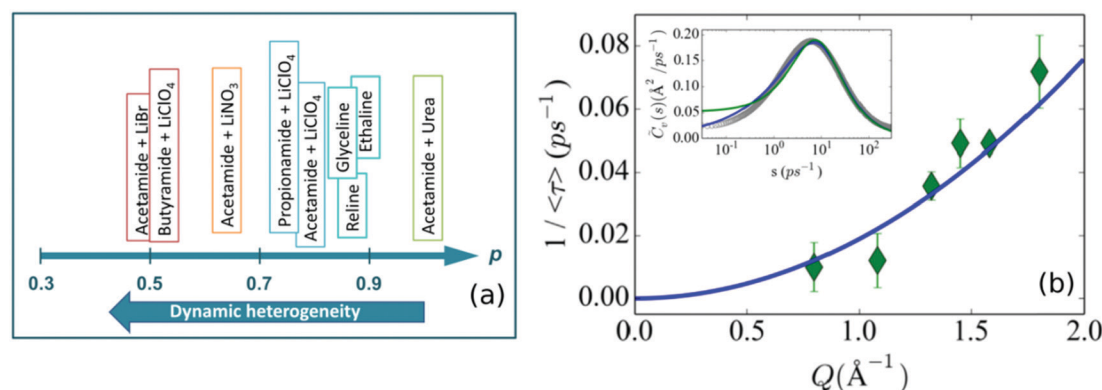 Acetamide + LiBr
Butyramide + LiClO₄
Acetamide + LiNO₃
Propionamide + LiClO₄
Acetamide + LiClO₄
Glyceline
Reline
Ethaline
Acetamide + Urea
p
0.3
0.5
0.7
0.9
(a)
Dynamic heterogeneity
0.08
0.06
0.04
0.02
0.00
1/<τ> (ps⁻¹)
0.20
0.15
0.10
0.05
0.00
C̃ᵥ(s)(Å²/ps⁻¹)
10⁻¹
10⁰
10¹
10²
s (ps⁻¹)
(b)
0.0
0.5
1.0
1.5
2.0
Q(Å⁻¹)